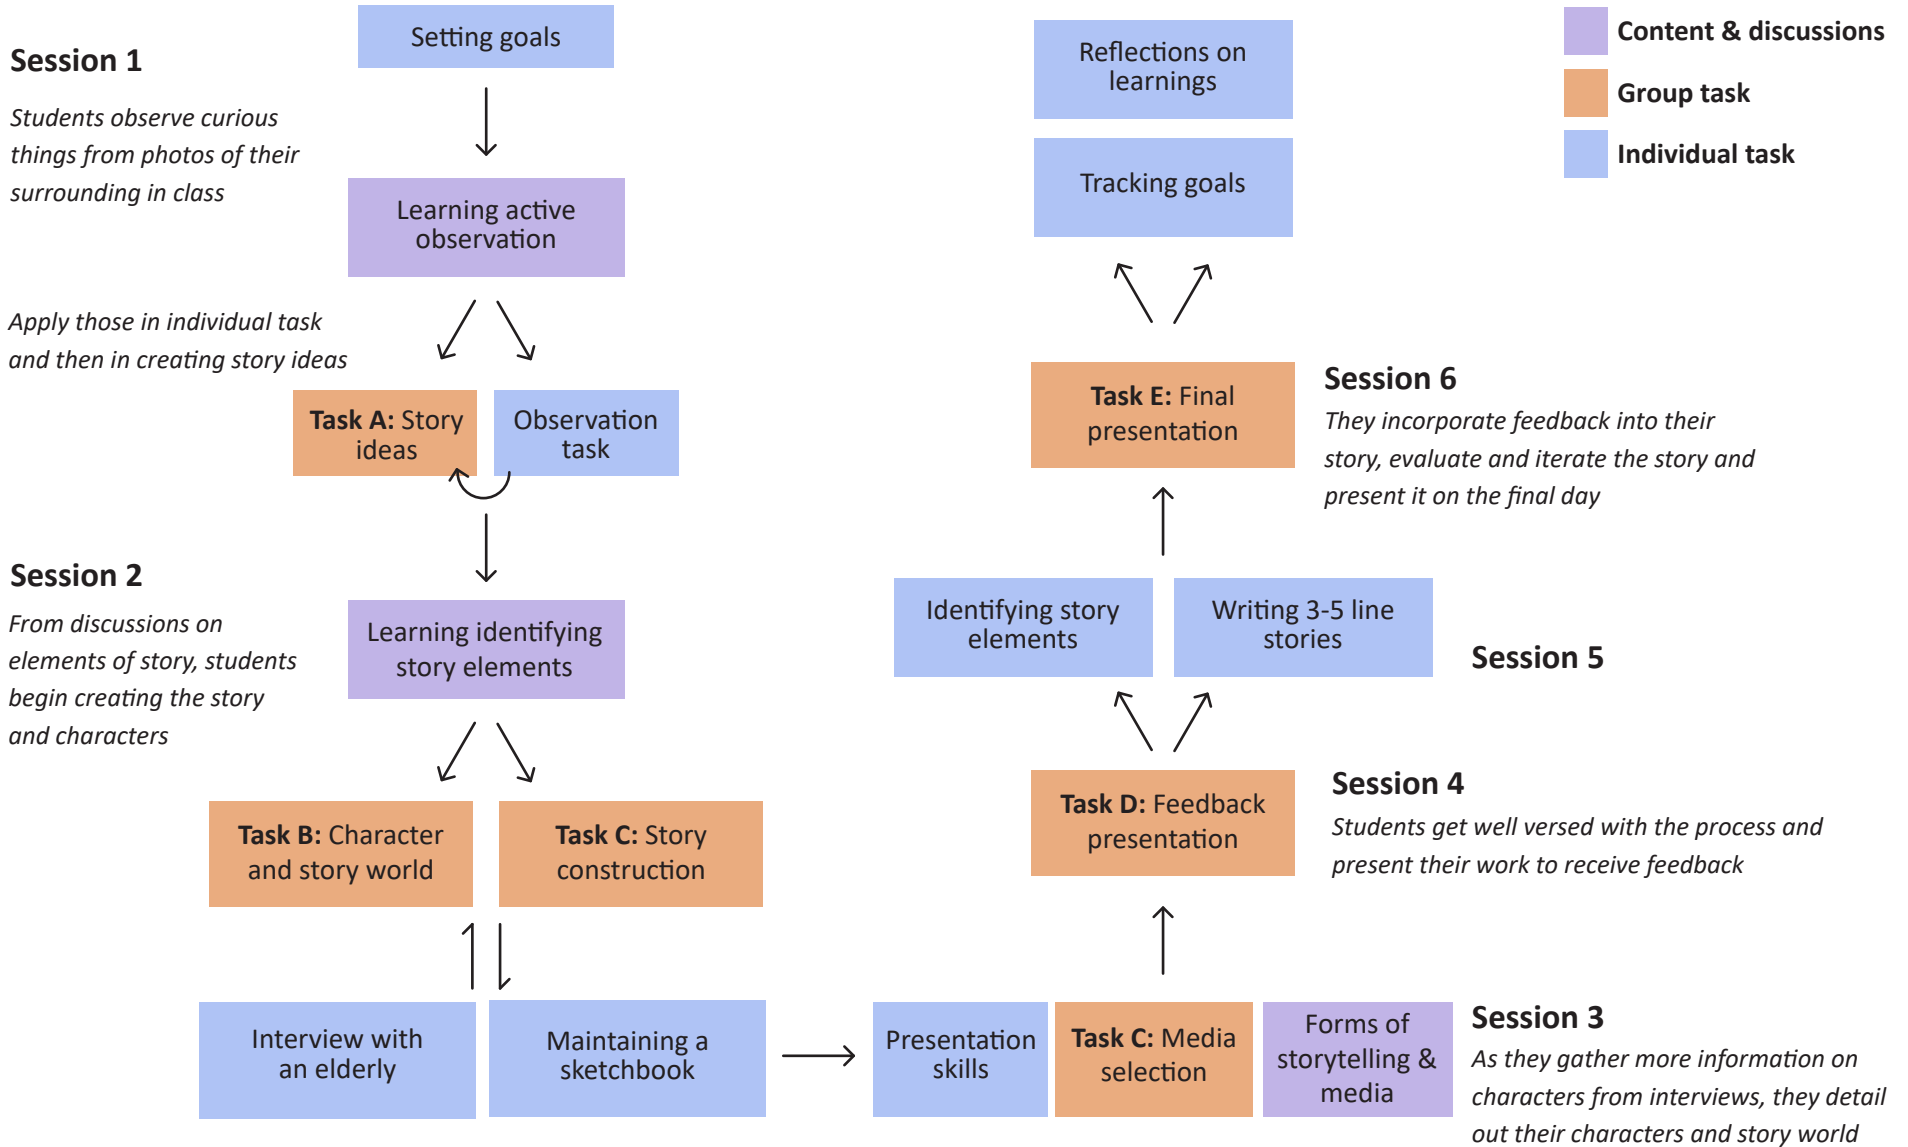 Session 1
Students observe curious
things from photos of their
surrounding in class
Setting goals
Learning active
observation
Apply those in individual task
and then in creating story ideas
Task A: Story
ideas
Observation
task
Session 2
From discussions on
elements of story, students
begin creating the story
and characters
Learning identifying
story elements
Task B: Character
and story world
Task C: Story
construction
Interview with
an elderly
Maintaining a
sketchbook
Presentation
skills
Task C: Media
selection
Forms of
storytelling &
media
Session 3
As they gather more information on
characters from interviews, they detail
out their characters and story world
Task D: Feedback
presentation
Session 4
Students get well versed with the process and
present their work to receive feedback
Identifying story
elements
Writing 3-5 line
stories
Session 5
Task E: Final
presentation
Session 6
They incorporate feedback into their
story, evaluate and iterate the story and
present it on the final day
Tracking goals
Reflections on
learnings
Content & discussions
Group task
Individual task